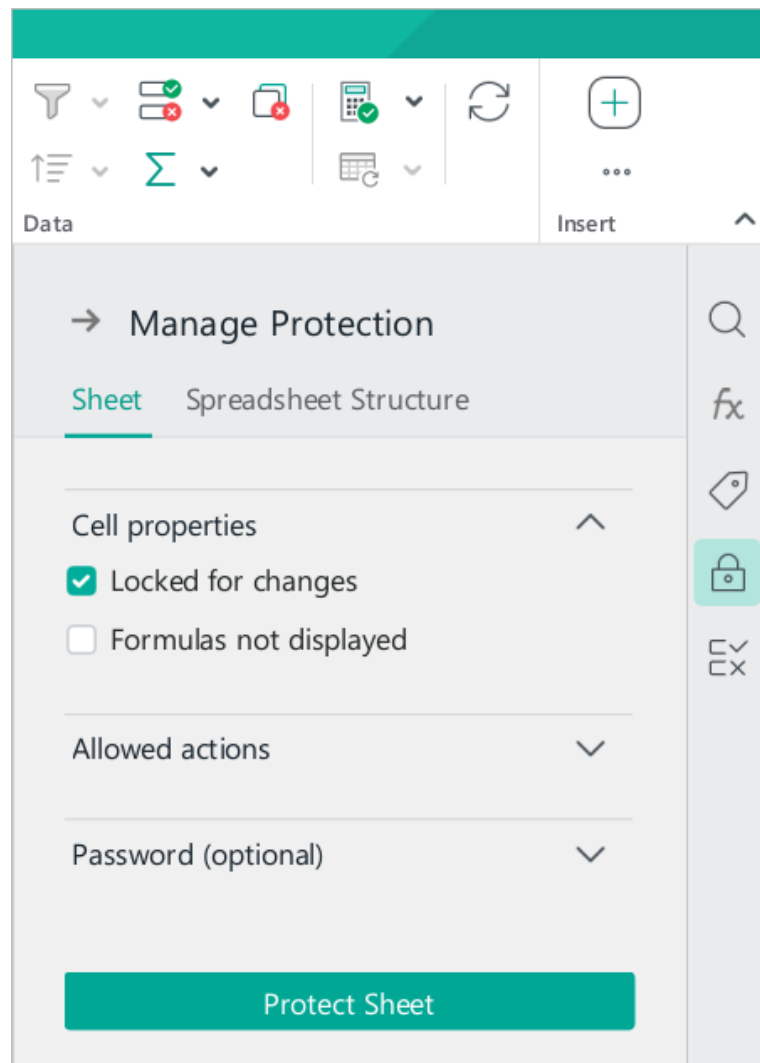 Data
Insert
Manage Protection
Sheet
Spreadsheet Structure
Cell properties
Locked for changes
Formulas not displayed
Allowed actions
Password (optional)
Protect Sheet